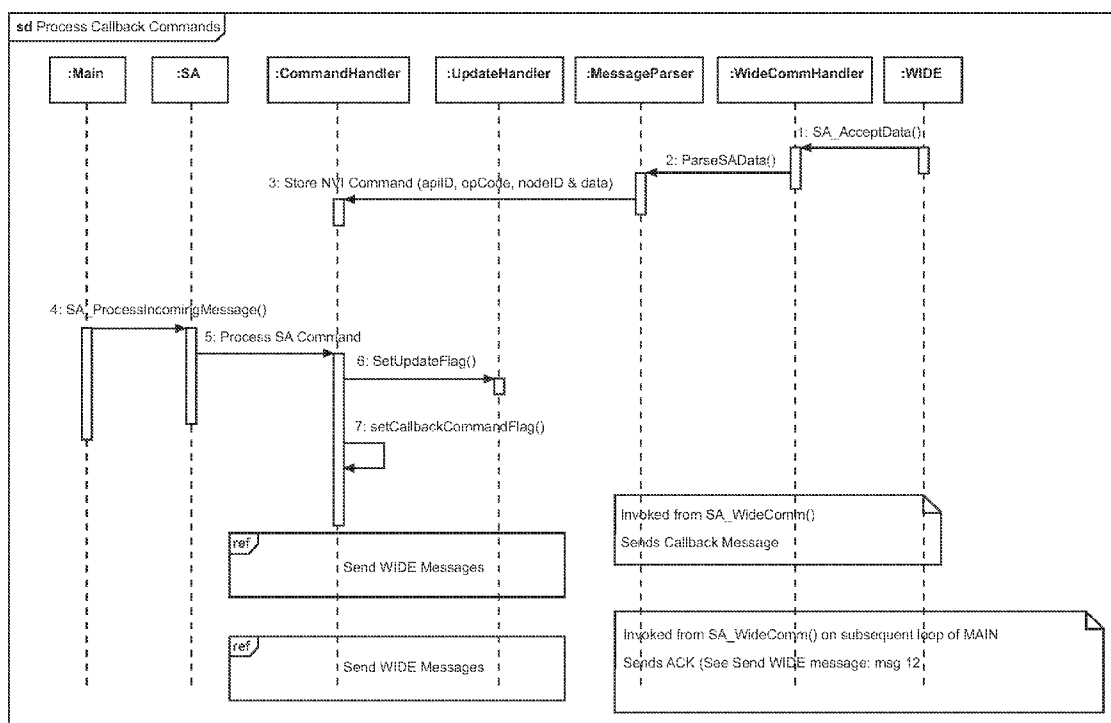 sd Process Callback Commands
:Main
:SA
:CommandHandler
:UpdateHandler
:MessageParser
:WideCommHandler
:WIDE
1: SA_AcceptData()
2: ParseSAData()
3: Store NVI Command (apiID, opCode, nodeID & data)
4: SA_ProcessIncomingMessage()
5: Process SA Command
6: SetUpdateFlag()
7: setCallbackCommandFlag()
Invoked from SA_WideComm()
Sends Callback Message
ref
Send WIDE Messages
Invoked from SA_WideComm() on subsequent loop of MAIN
Sends ACK (See Send WIDE message: msg 12
ref
Send WIDE Messages